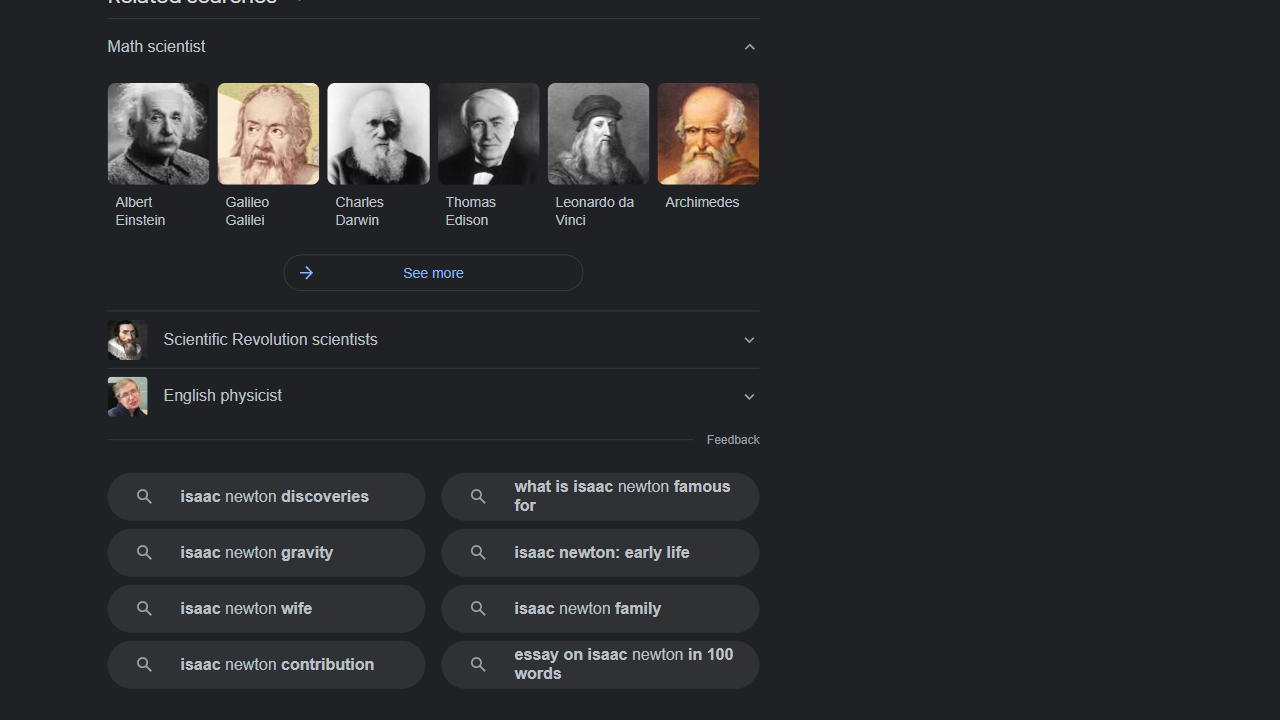 Related searches
Math scientist
Albert
Einstein
Galileo
Galilei
Charles
Darwin
Thomas
Edison
Leonardo da
Vinci
Archimedes
See more
Scientific Revolution scientists
English physicist
Feedback
isaac newton discoveries
what is isaac newton famous
for
isaac newton gravity
isaac newton: early life
isaac newton wife
isaac newton family
isaac newton contribution
essay on isaac newton in 100
words